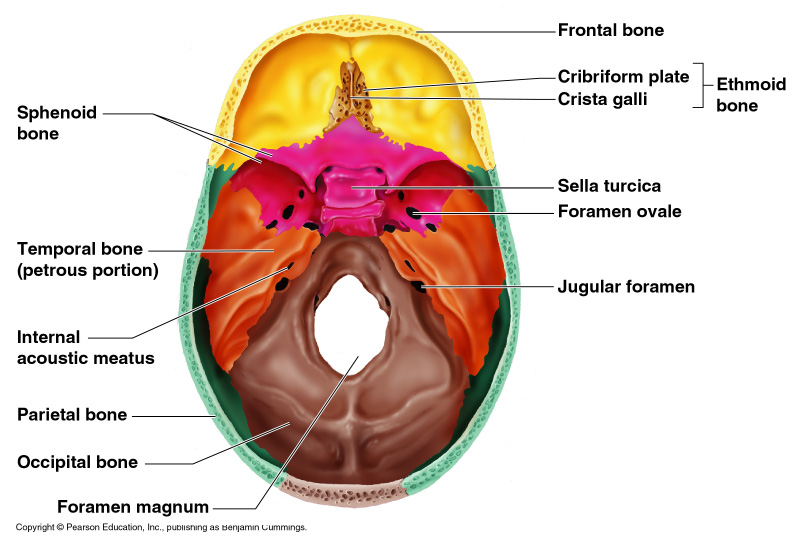 Frontal bone
Cribriform plate
Crista galli
Ethmoid
bone
Sphenoid
bone
Sella turcica
Foramen ovale
Temporal bone
(petrous portion)
Jugular foramen
Internal
acoustic meatus
Parietal bone
Occipital bone
Foramen magnum
Copyright © Pearson Education, Inc., publishing as Benjamin Cummings.